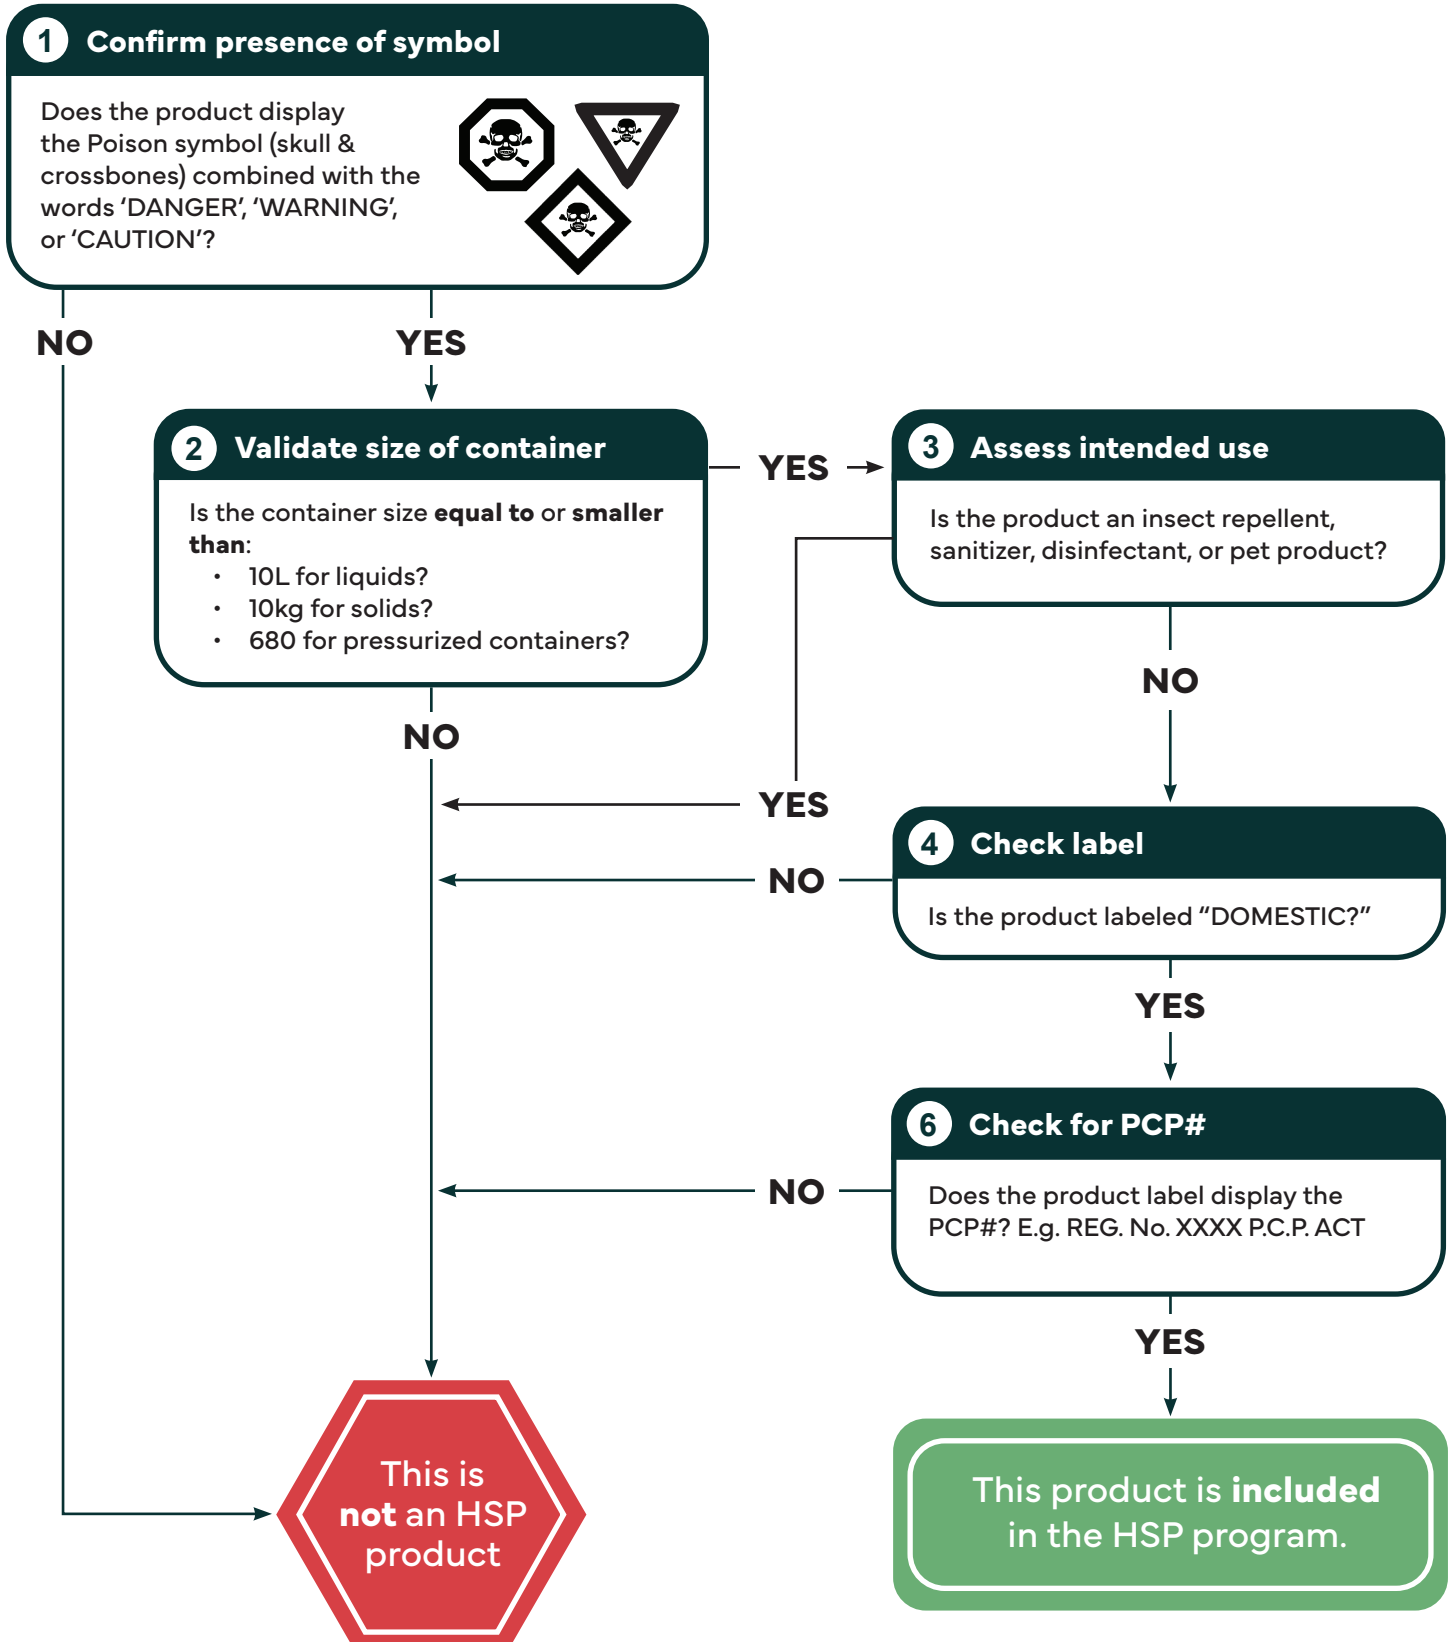 1 Confirm presence of symbol
Does the product display
the Poison symbol (skull &
crossbones) combined with the
words ‘DANGER’, ‘WARNING’,
or ‘CAUTION’?
NO
YES
2 Validate size of container
Is the container size equal to or smaller
than:
• 10L for liquids?
• 10kg for solids?
• 680 for pressurized containers?
YES
NO
3 Assess intended use
Is the product an insect repellent,
sanitizer, disinfectant, or pet product?
NO
YES
4 Check label
Is the product labeled “DOMESTIC?”
NO
YES
6 Check for PCP#
Does the product label display the
PCP#? E.g. REG. No. XXXX P.C.P. ACT
NO
YES
This is
not an HSP
product
This product is included
in the HSP program.